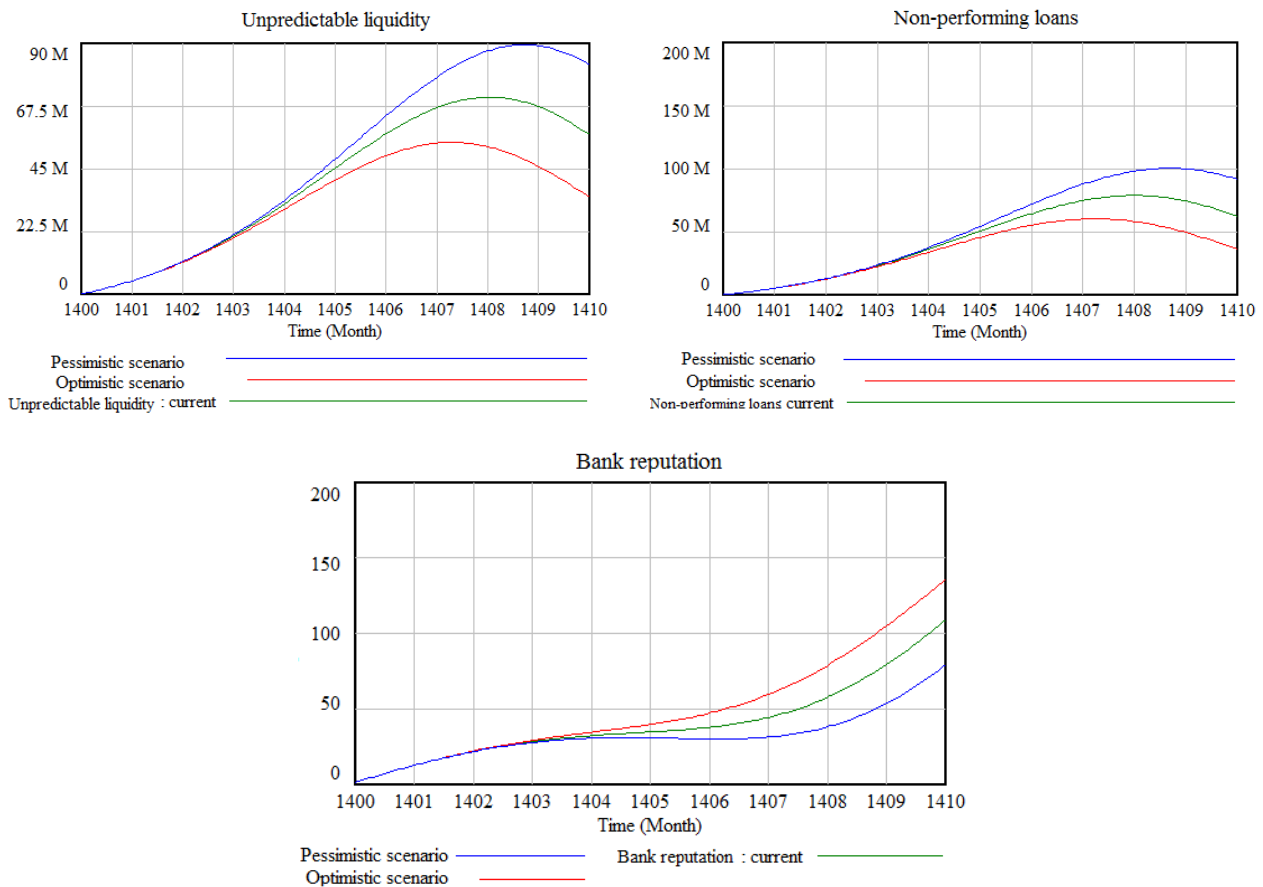 Unpredictable liquidity
90 M
67.5 M
45 M
22.5 M
0
1400 1401 1402 1403 1404 1405 1406 1407 1408 1409 1410
Time (Month)
Pessimistic scenario
Optimistic scenario
Unpredictable liquidity : current
Non-performing loans
200 M
150 M
100 M
50 M
0
1400 1401 1402 1403 1404 1405 1406 1407 1408 1409 1410
Time (Month)
Pessimistic scenario
Optimistic scenario
Non-performing loans current
Bank reputation
200
150
100
50
0
1400 1401 1402 1403 1404 1405 1406 1407 1408 1409 1410
Time (Month)
Pessimistic scenario Bank reputation : current
Optimistic scenario